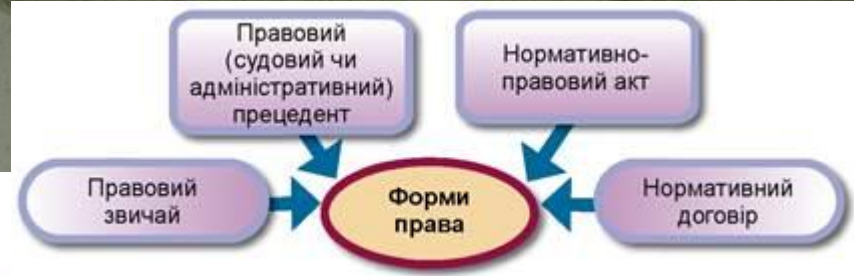 Правовий
(судовий чи
адміністративний)
прецедент
Нормативно-
правовий акт
Правовий
звичай
Форми
права
Нормативний
договір